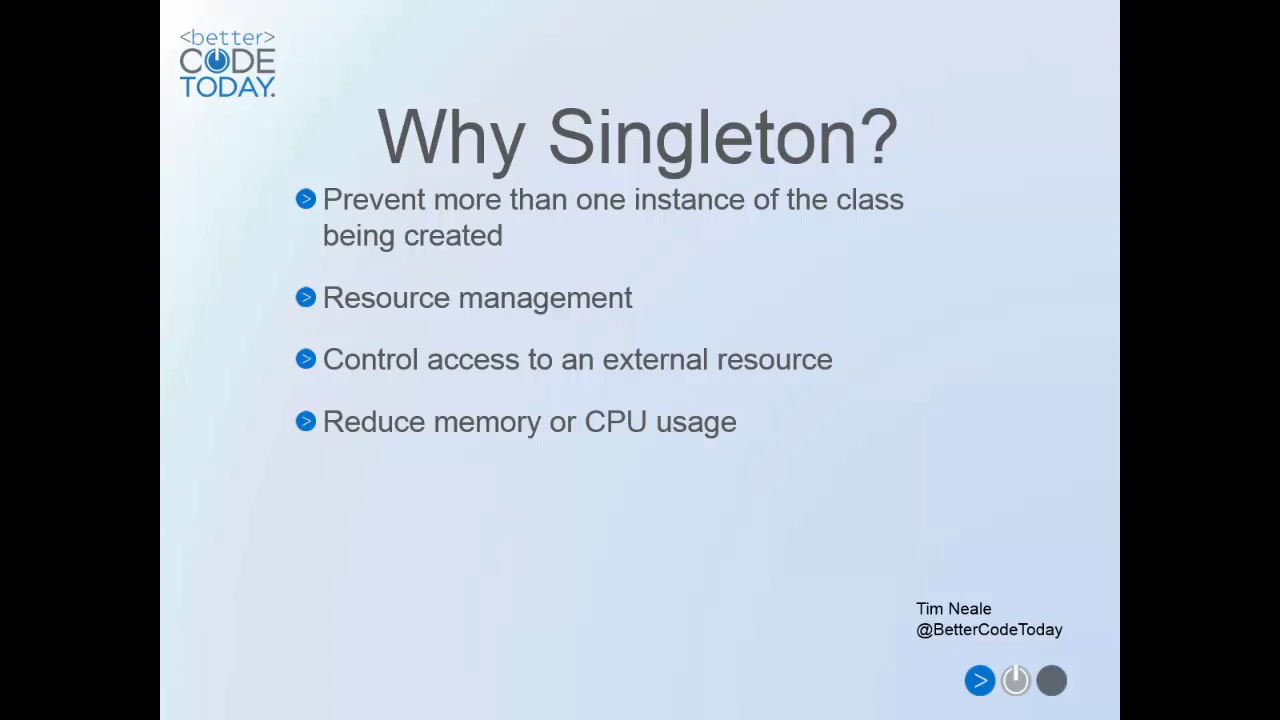 <better>
CODE
TODAY.
Why Singleton?
Prevent more than one instance of the class
being created
Resource management
Control access to an external resource
Reduce memory or CPU usage
Tim Neale
@BetterCodeToday